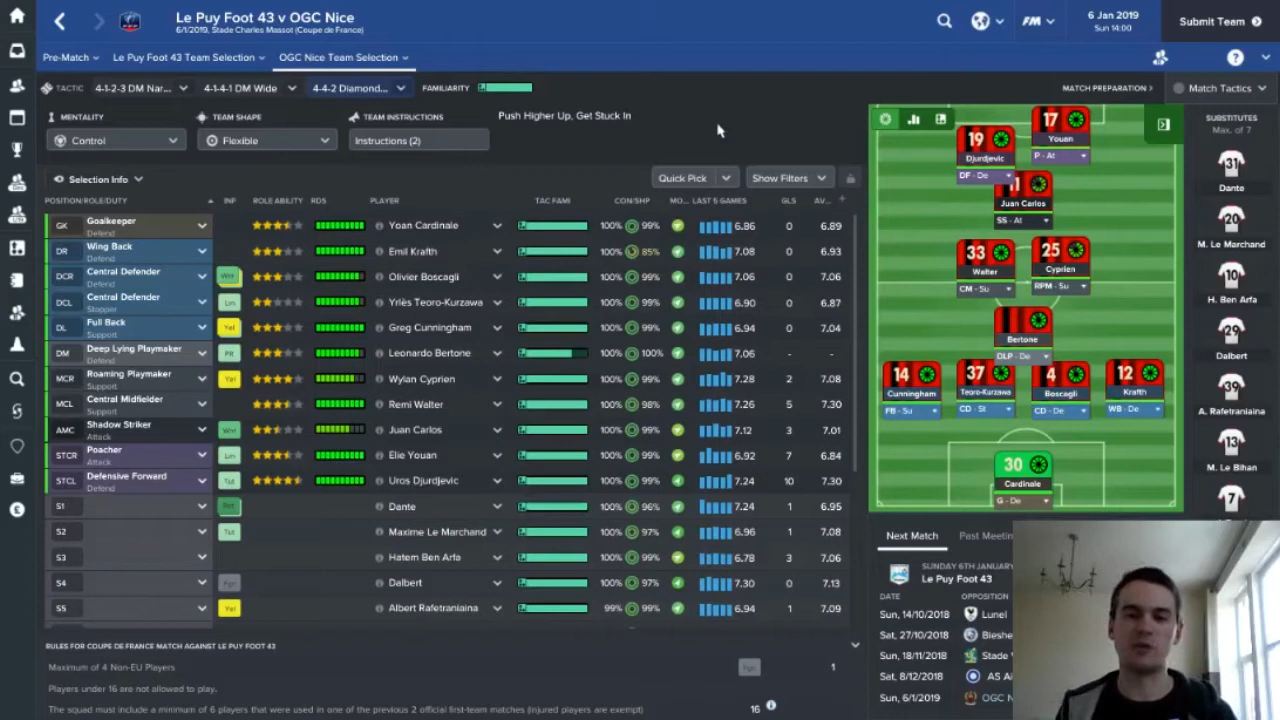 Le Puy Foot 43 v OGC Nice
6/1/2019, Stade Charles Massot (Coupe de France)
FM
6 Jan 2019
Sun 14:00
Submit Team
Pre-Match
Le Puy Foot 43 Team Selection
OGC Nice Team Selection
TACTIC 4-1-2-3 DM Nar... 4-1-4-1 DM Wide 4-4-2 Diamond... FAMILIARITY
MATCH PREPARATION > Match Tactics
MENTALITY TEAM SHAPE TEAM INSTRUCTIONS Push Higher Up, Get Stuck In
Control Flexible Instructions (2)
Selection Info Quick Pick Show Filters
POSITION/ROLE/DUTY INF ROLE ABILITY RDS PLAYER TAC FAMI CON/SHP MO... LAST 5 GAMES GLS AV...
GK Goalkeeper Defend Yoan Cardinale 100% 99% 6.86 0 6.89
DR Wing Back Defend Emil Krafth 100% 85% 7.08 0 6.93
DCR Central Defender Defend Wnt Olivier Boscagli 100% 99% 7.06 0 7.06
DCL Central Defender Stopper Lrn Yrlès Teoro-Kurzawa 100% 99% 6.90 0 6.87
DL Full Back Support Yel Greg Cunningham 100% 99% 6.94 0 7.04
DM Deep Lying Playmaker Defend PR Leonardo Bertone 100% 100% 7.06 - -
MCR Roaming Playmaker Support Yel Wylan Cyprien 100% 99% 7.28 2 7.08
MCL Central Midfielder Support Remi Walter 100% 98% 7.26 5 7.30
AMC Shadow Striker Attack Wnt Juan Carlos 100% 99% 7.12 3 7.01
STCR Poacher Attack Lrn Elie Youan 100% 99% 6.92 7 6.84
STCL Defensive Forward Defend Tut Uros Djurdjevic 100% 99% 7.24 10 7.30
S1 Dante 100% 96% 7.24 1 6.95
S2 Tut Maxime Le Marchand 100% 97% 6.96 1 7.08
S3 Hatem Ben Arfa 100% 99% 6.78 3 7.06
S4 Fgn Dalbert 100% 97% 7.30 0 7.13
S5 Yel Albert Rafetraniaina 99% 99% 6.94 1 7.09
RULES FOR COUPE DE FRANCE MATCH AGAINST LE PUY FOOT 43
Maximum of 4 Non-EU Players Fgn 1
Players under 16 are not allowed to play.
The squad must include a minimum of 6 players that were used in one of the previous 2 official first-team matches (injured players are exempt) 16
17
Youan
P - At
19
Djurdjevic
DF - De
Juan Carlos
SS - At
33
Walter
CM - Su
25
Cyprien
RPM - Su
Bertone
DLP - De
14
Cunningham
FB - Su
37
Teoro-Kurzawa
CD - St
4
Boscagli
CD - De
12
Krafth
WB - De
30
Cardinale
G - De
SUBSTITUTES
Max. of 7
31
Dante
20
M. Le Marchand
10
H. Ben Arfa
29
Dalbert
39
A. Rafetraniaina
13
M. Le Bihan
7
Next Match Past Meetin
SUNDAY 6TH JANUARY
Le Puy Foot 43
DATE OPPOSITION
Sun, 14/10/2018 Lunel
Sat, 27/10/2018 Bieshe
Sun, 18/11/2018 Stade
Sat, 8/12/2018 AS
Sun, 6/1/2019 OGC